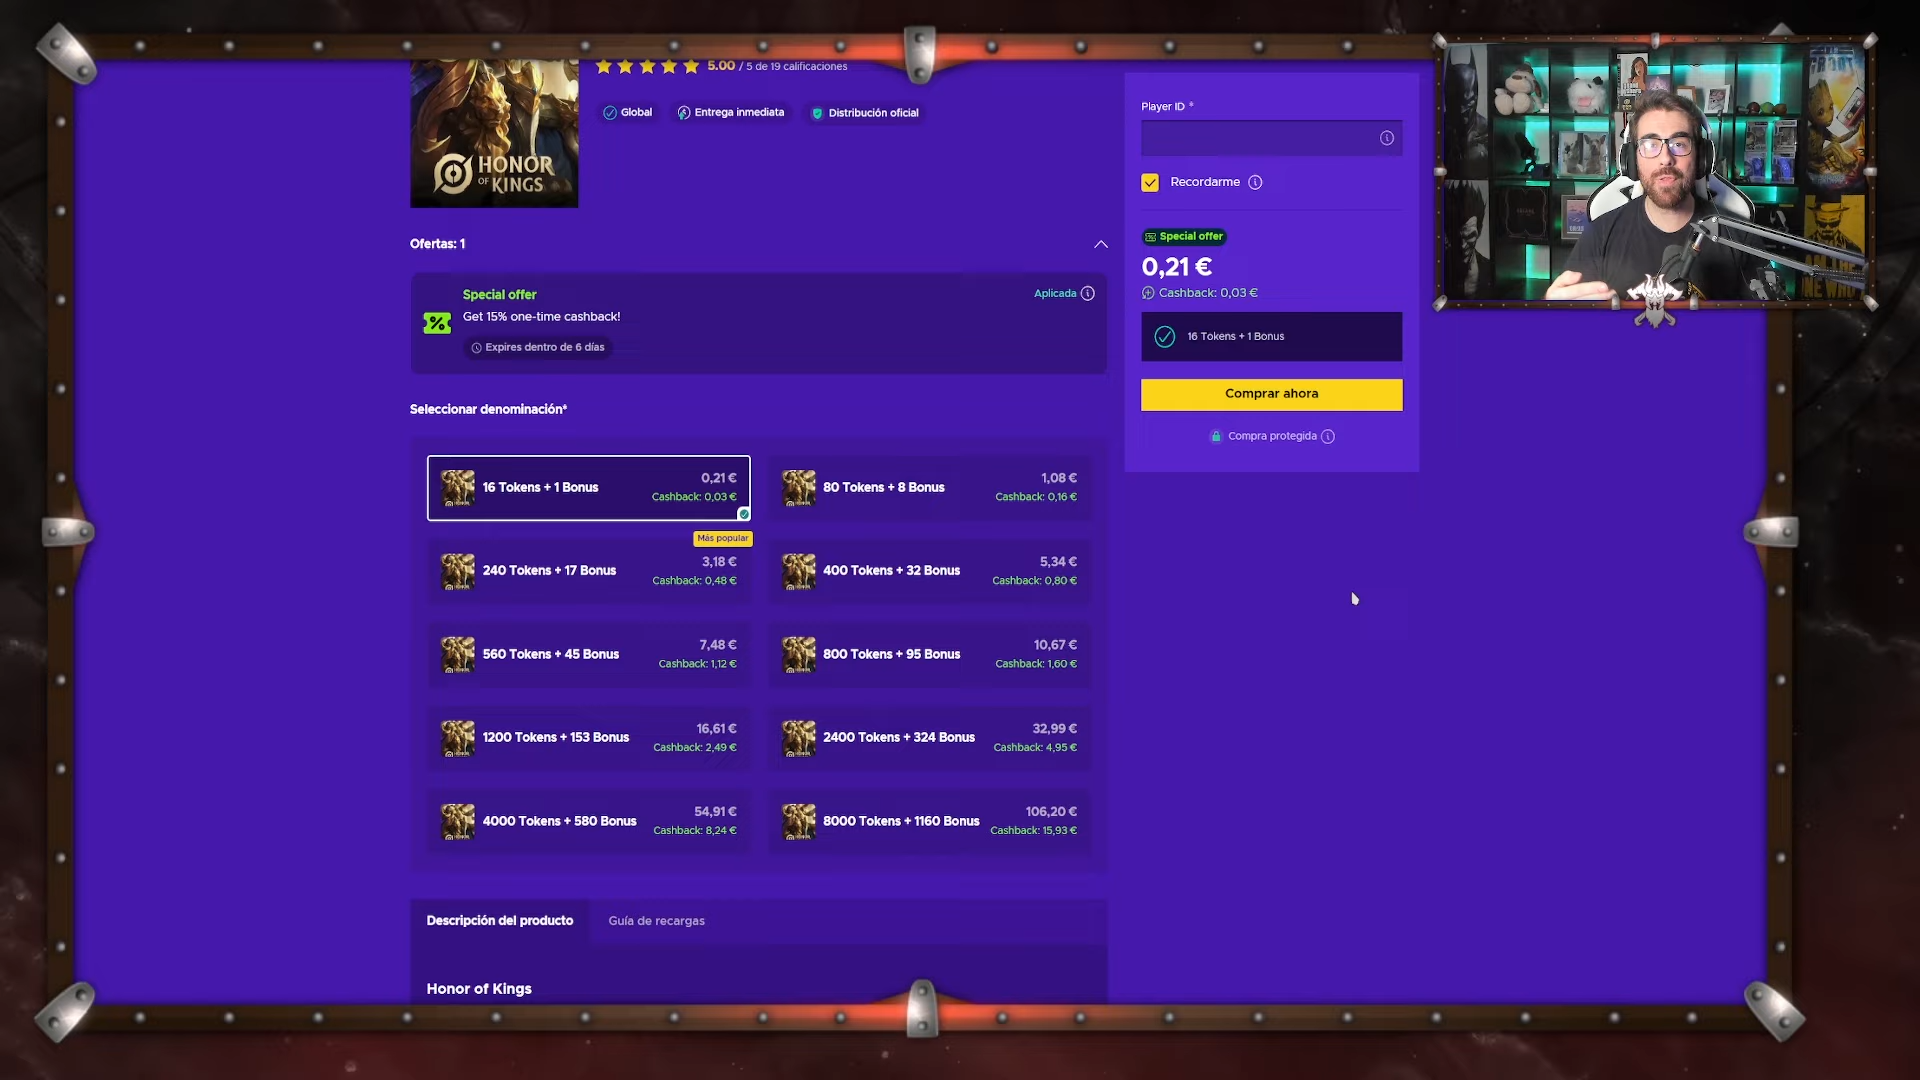 HONOR
OF KINGS
5.00 / 5 de 19 calificaciones
Global
Entrega inmediata
Distribución oficial
Ofertas: 1
Special offer
Aplicada
Get 15% one-time cashback!
Expires dentro de 6 días
Seleccionar denominación*
16 Tokens + 1 Bonus
0,21 €
Cashback: 0,03 €
80 Tokens + 8 Bonus
1,08 €
Cashback: 0,16 €
Más popular
240 Tokens + 17 Bonus
3,18 €
Cashback: 0,48 €
400 Tokens + 32 Bonus
5,34 €
Cashback: 0,80 €
560 Tokens + 45 Bonus
7,48 €
Cashback: 1,12 €
800 Tokens + 95 Bonus
10,67 €
Cashback: 1,60 €
1200 Tokens + 153 Bonus
16,61 €
Cashback: 2,49 €
2400 Tokens + 324 Bonus
32,99 €
Cashback: 4,95 €
4000 Tokens + 580 Bonus
54,91 €
Cashback: 8,24 €
8000 Tokens + 1160 Bonus
106,20 €
Cashback: 15,93 €
Descripción del producto
Guía de recargas
Honor of Kings
Player ID *
Recordarme
Special offer
0,21 €
Cashback: 0,03 €
16 Tokens + 1 Bonus
Comprar ahora
Compra protegida